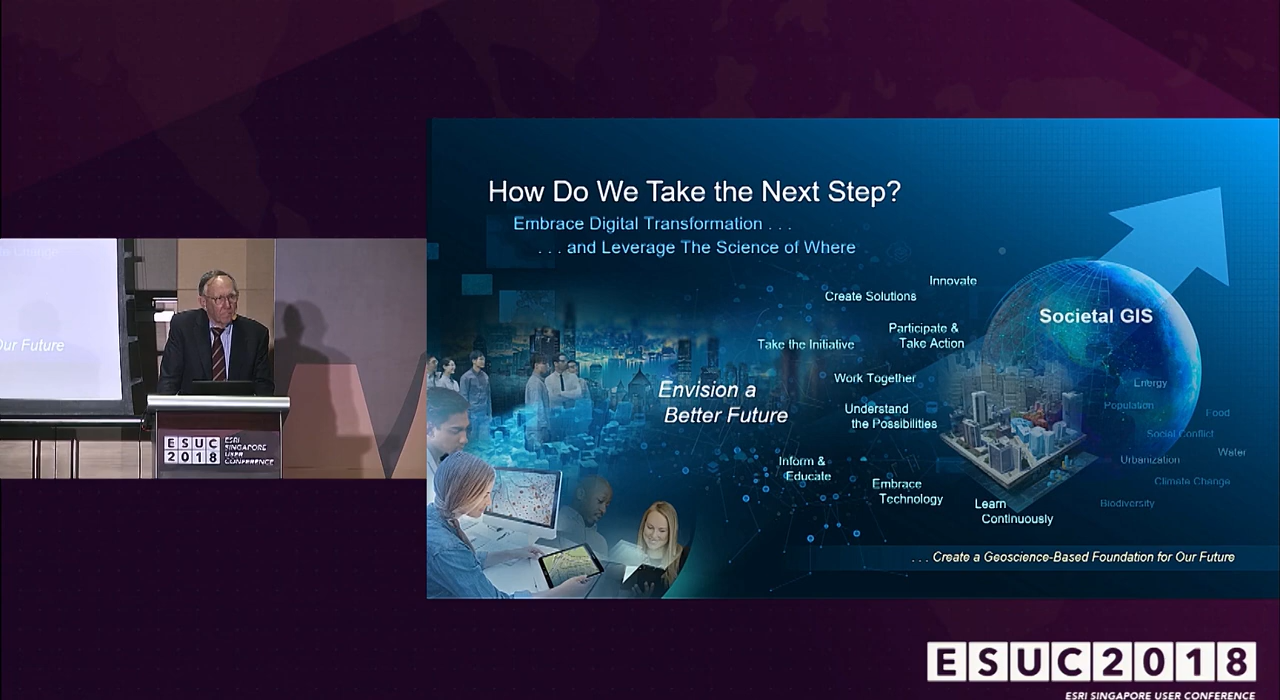 How Do We Take the Next Step?
Embrace Digital Transformation . . .
. . . and Leverage The Science of Where
Innovate
Create Solutions
Societal GIS
Participate &
Take Action
Take the Initiative
Our Future
Work Together
Energy
Envision a
Better Future
Population
Understand
the Possibilities
Food
Social Conflict
Water
Urbanization
Inform &
Educate
Climate Change
Embrace
Technology
Biodiversity
Learn
Continuously
ESUC
2018
ESRI
SINGAPORE
USER
CONFERENCE
. . . Create a Geoscience-Based Foundation for Our Future
ESUC2018
ESRI SINGAPORE USER CONFERENCE